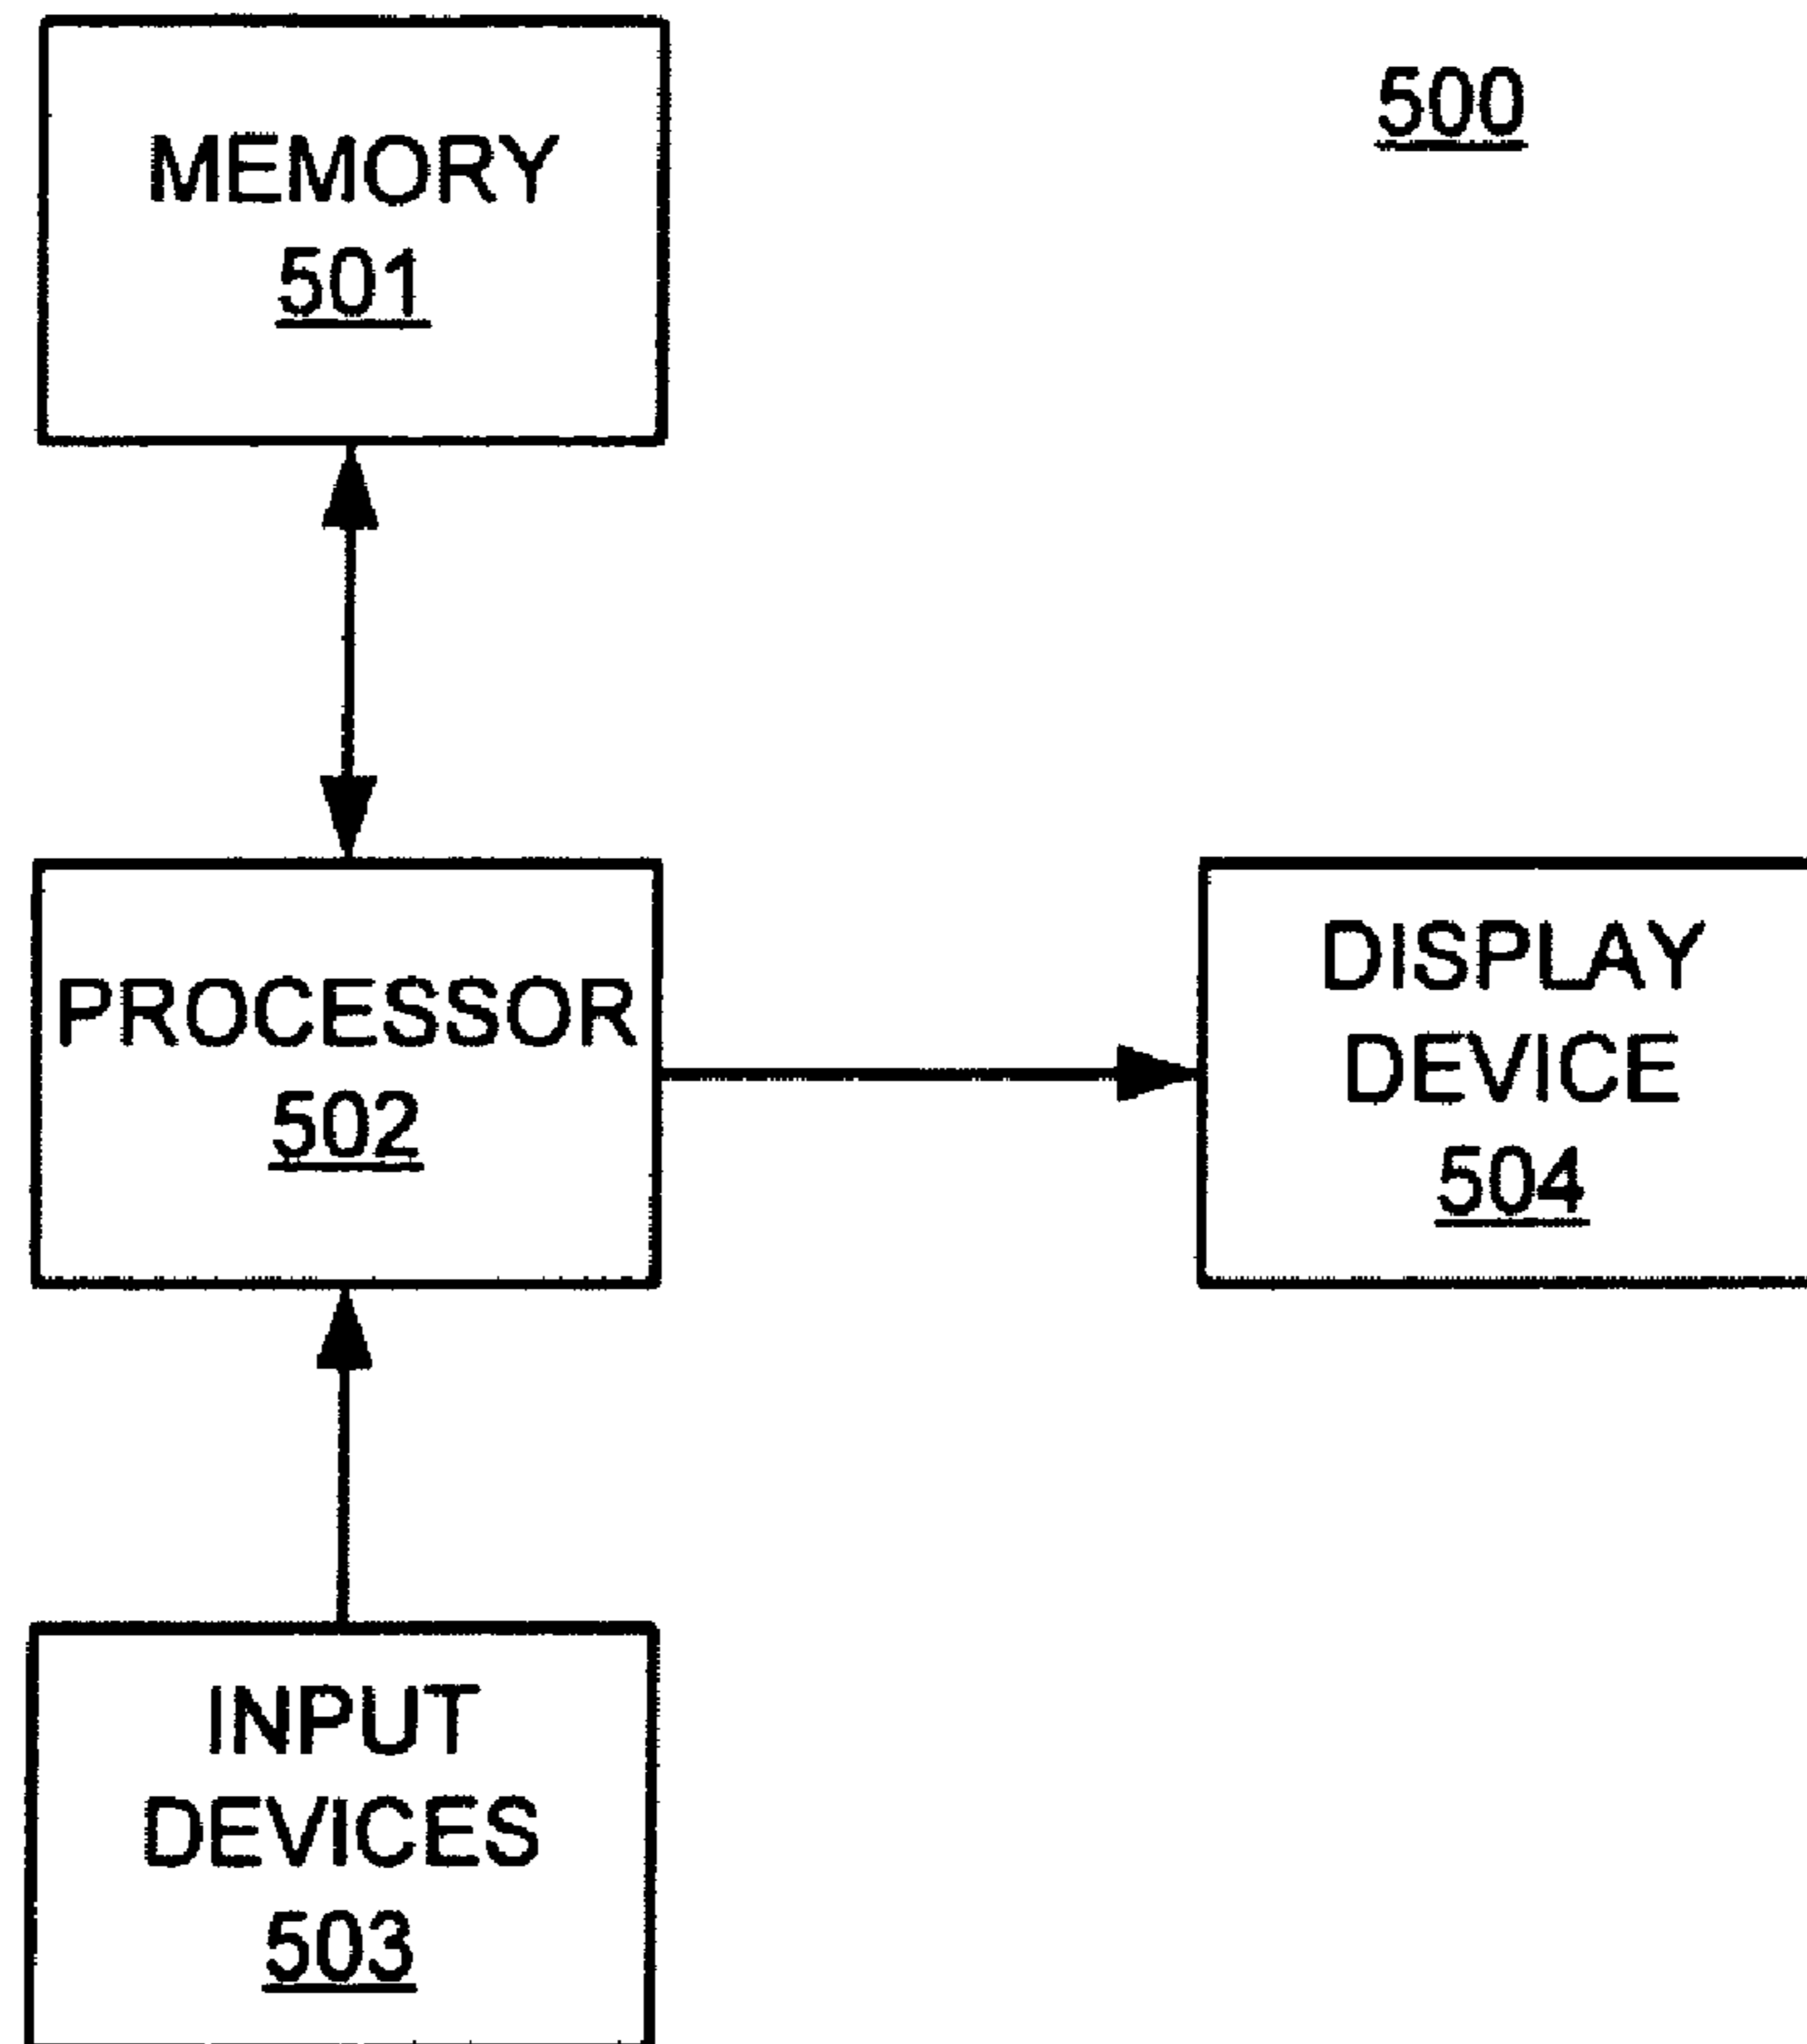 500
MEMORY
501
PROCESSOR
502
DISPLAY
DEVICE
504
INPUT
DEVICES
503